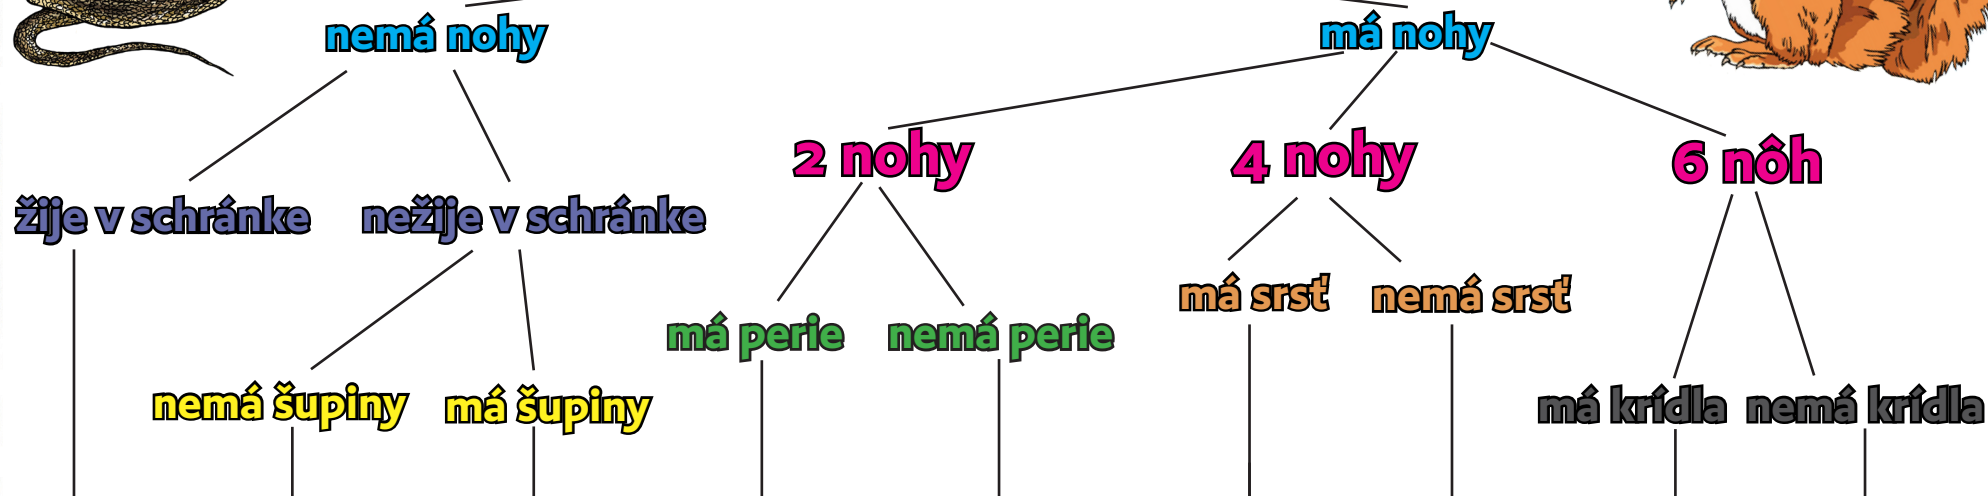 nemá nohy
má nohy
2 nohy
4 nohy
6 nôh
žije v schránke
nežije v schránke
má srsť
nemá srsť
má perie
nemá perie
nemá šupiny
má šupiny
má krídla
nemá krídla